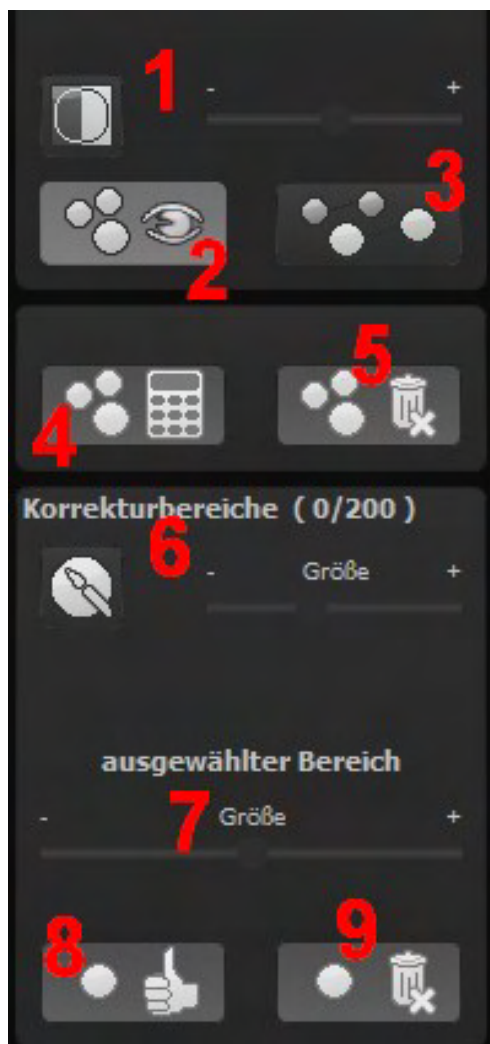 1
- +
3
2
5
4
Korrekturbereiche ( 0/200 )
6
- Größe +
ausgewählter Bereich
7
- Größe +
8
9